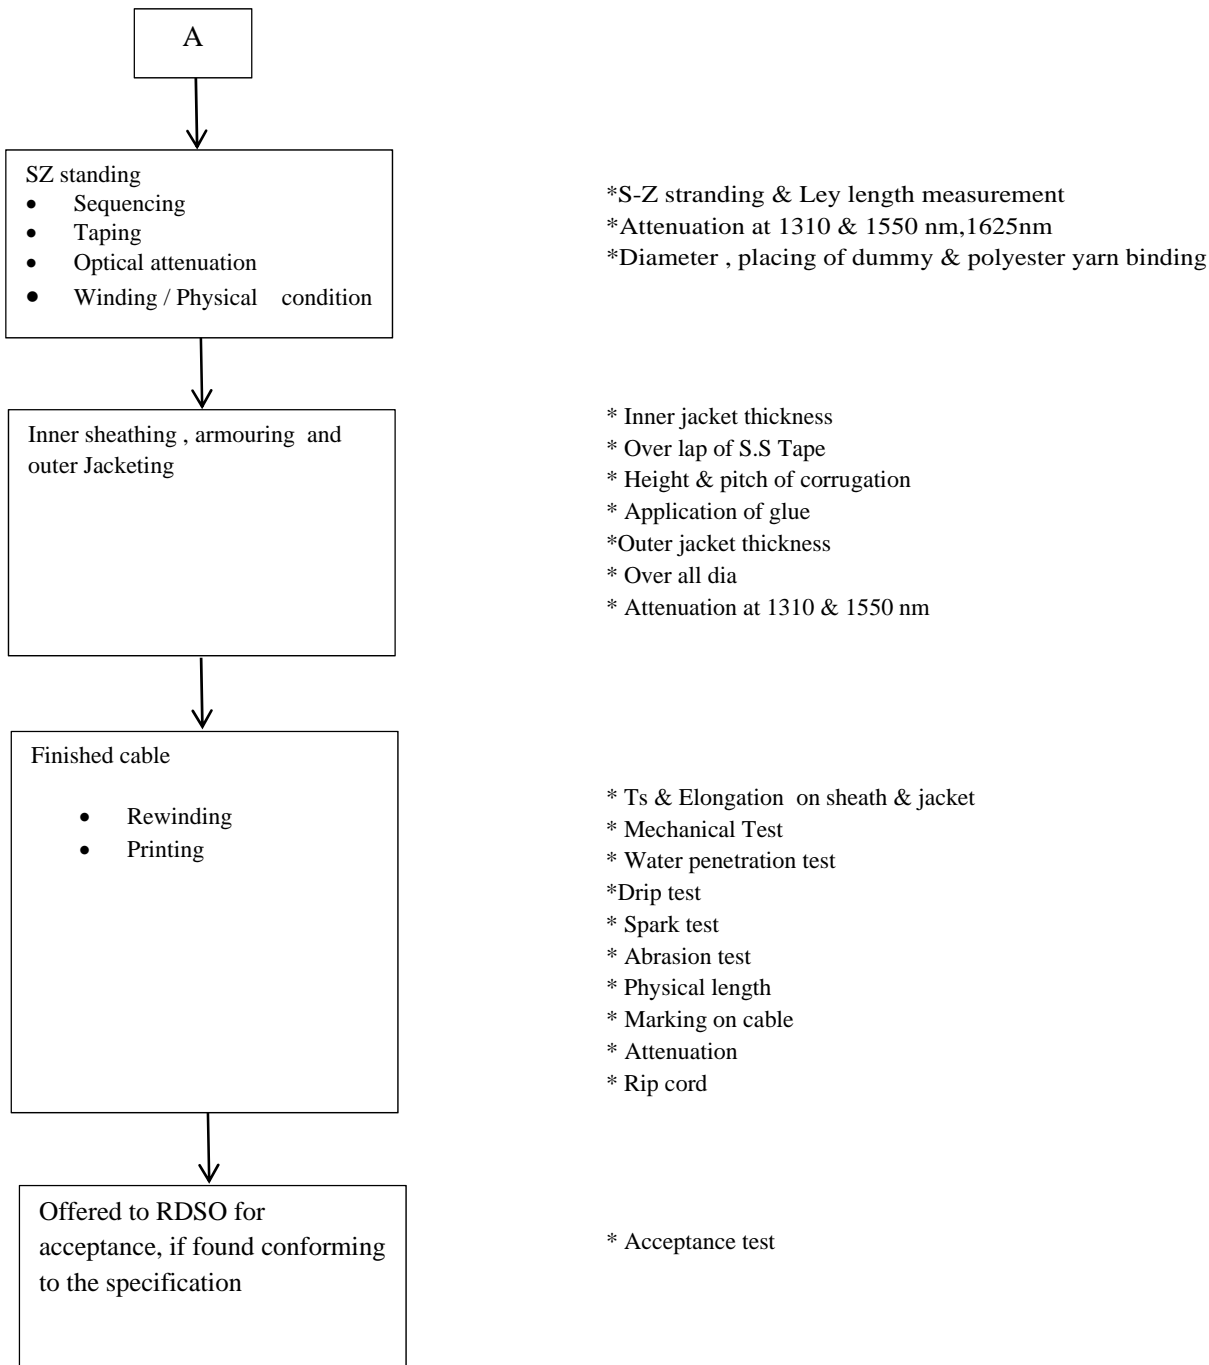 A
SZ standing
• Sequencing
• Taping
• Optical attenuation
• Winding / Physical condition
*S-Z stranding & Ley length measurement
*Attenuation at 1310 & 1550 nm,1625nm
*Diameter , placing of dummy & polyester yarn binding
Inner sheathing , armouring and
outer Jacketing
* Inner jacket thickness
* Over lap of S.S Tape
* Height & pitch of corrugation
* Application of glue
*Outer jacket thickness
* Over all dia
* Attenuation at 1310 & 1550 nm
Finished cable
• Rewinding
• Printing
* Ts & Elongation on sheath & jacket
* Mechanical Test
* Water penetration test
*Drip test
* Spark test
* Abrasion test
* Physical length
* Marking on cable
* Attenuation
* Rip cord
Offered to RDSO for
acceptance, if found conforming
to the specification
* Acceptance test